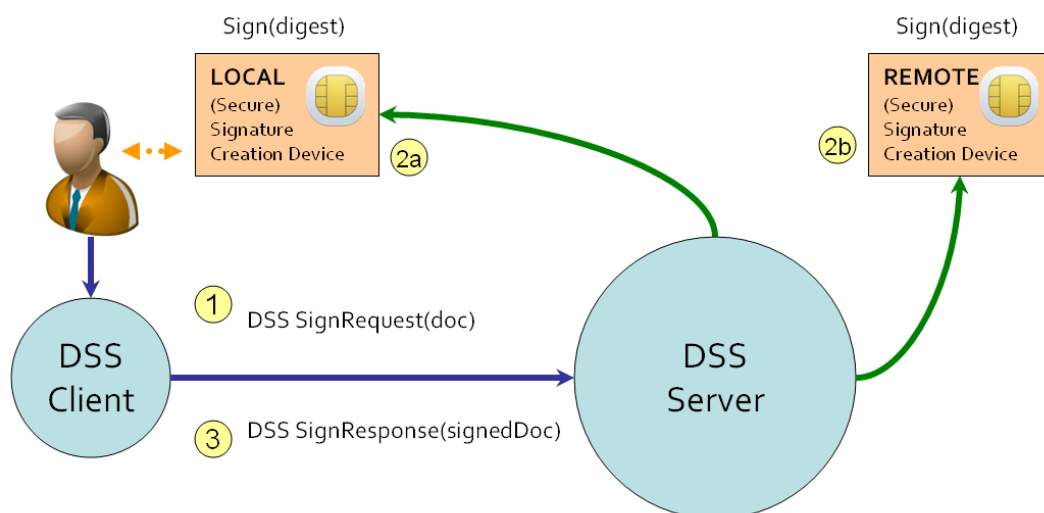 Sign(digest)
LOCAL
(Secure)
Signature
Creation Device
2a
Sign(digest)
REMOTE
(Secure)
Signature
Creation Device
2b
1
DSS SignRequest(doc)
DSS
Client
DSS
Server
3
DSS SignResponse(signedDoc)